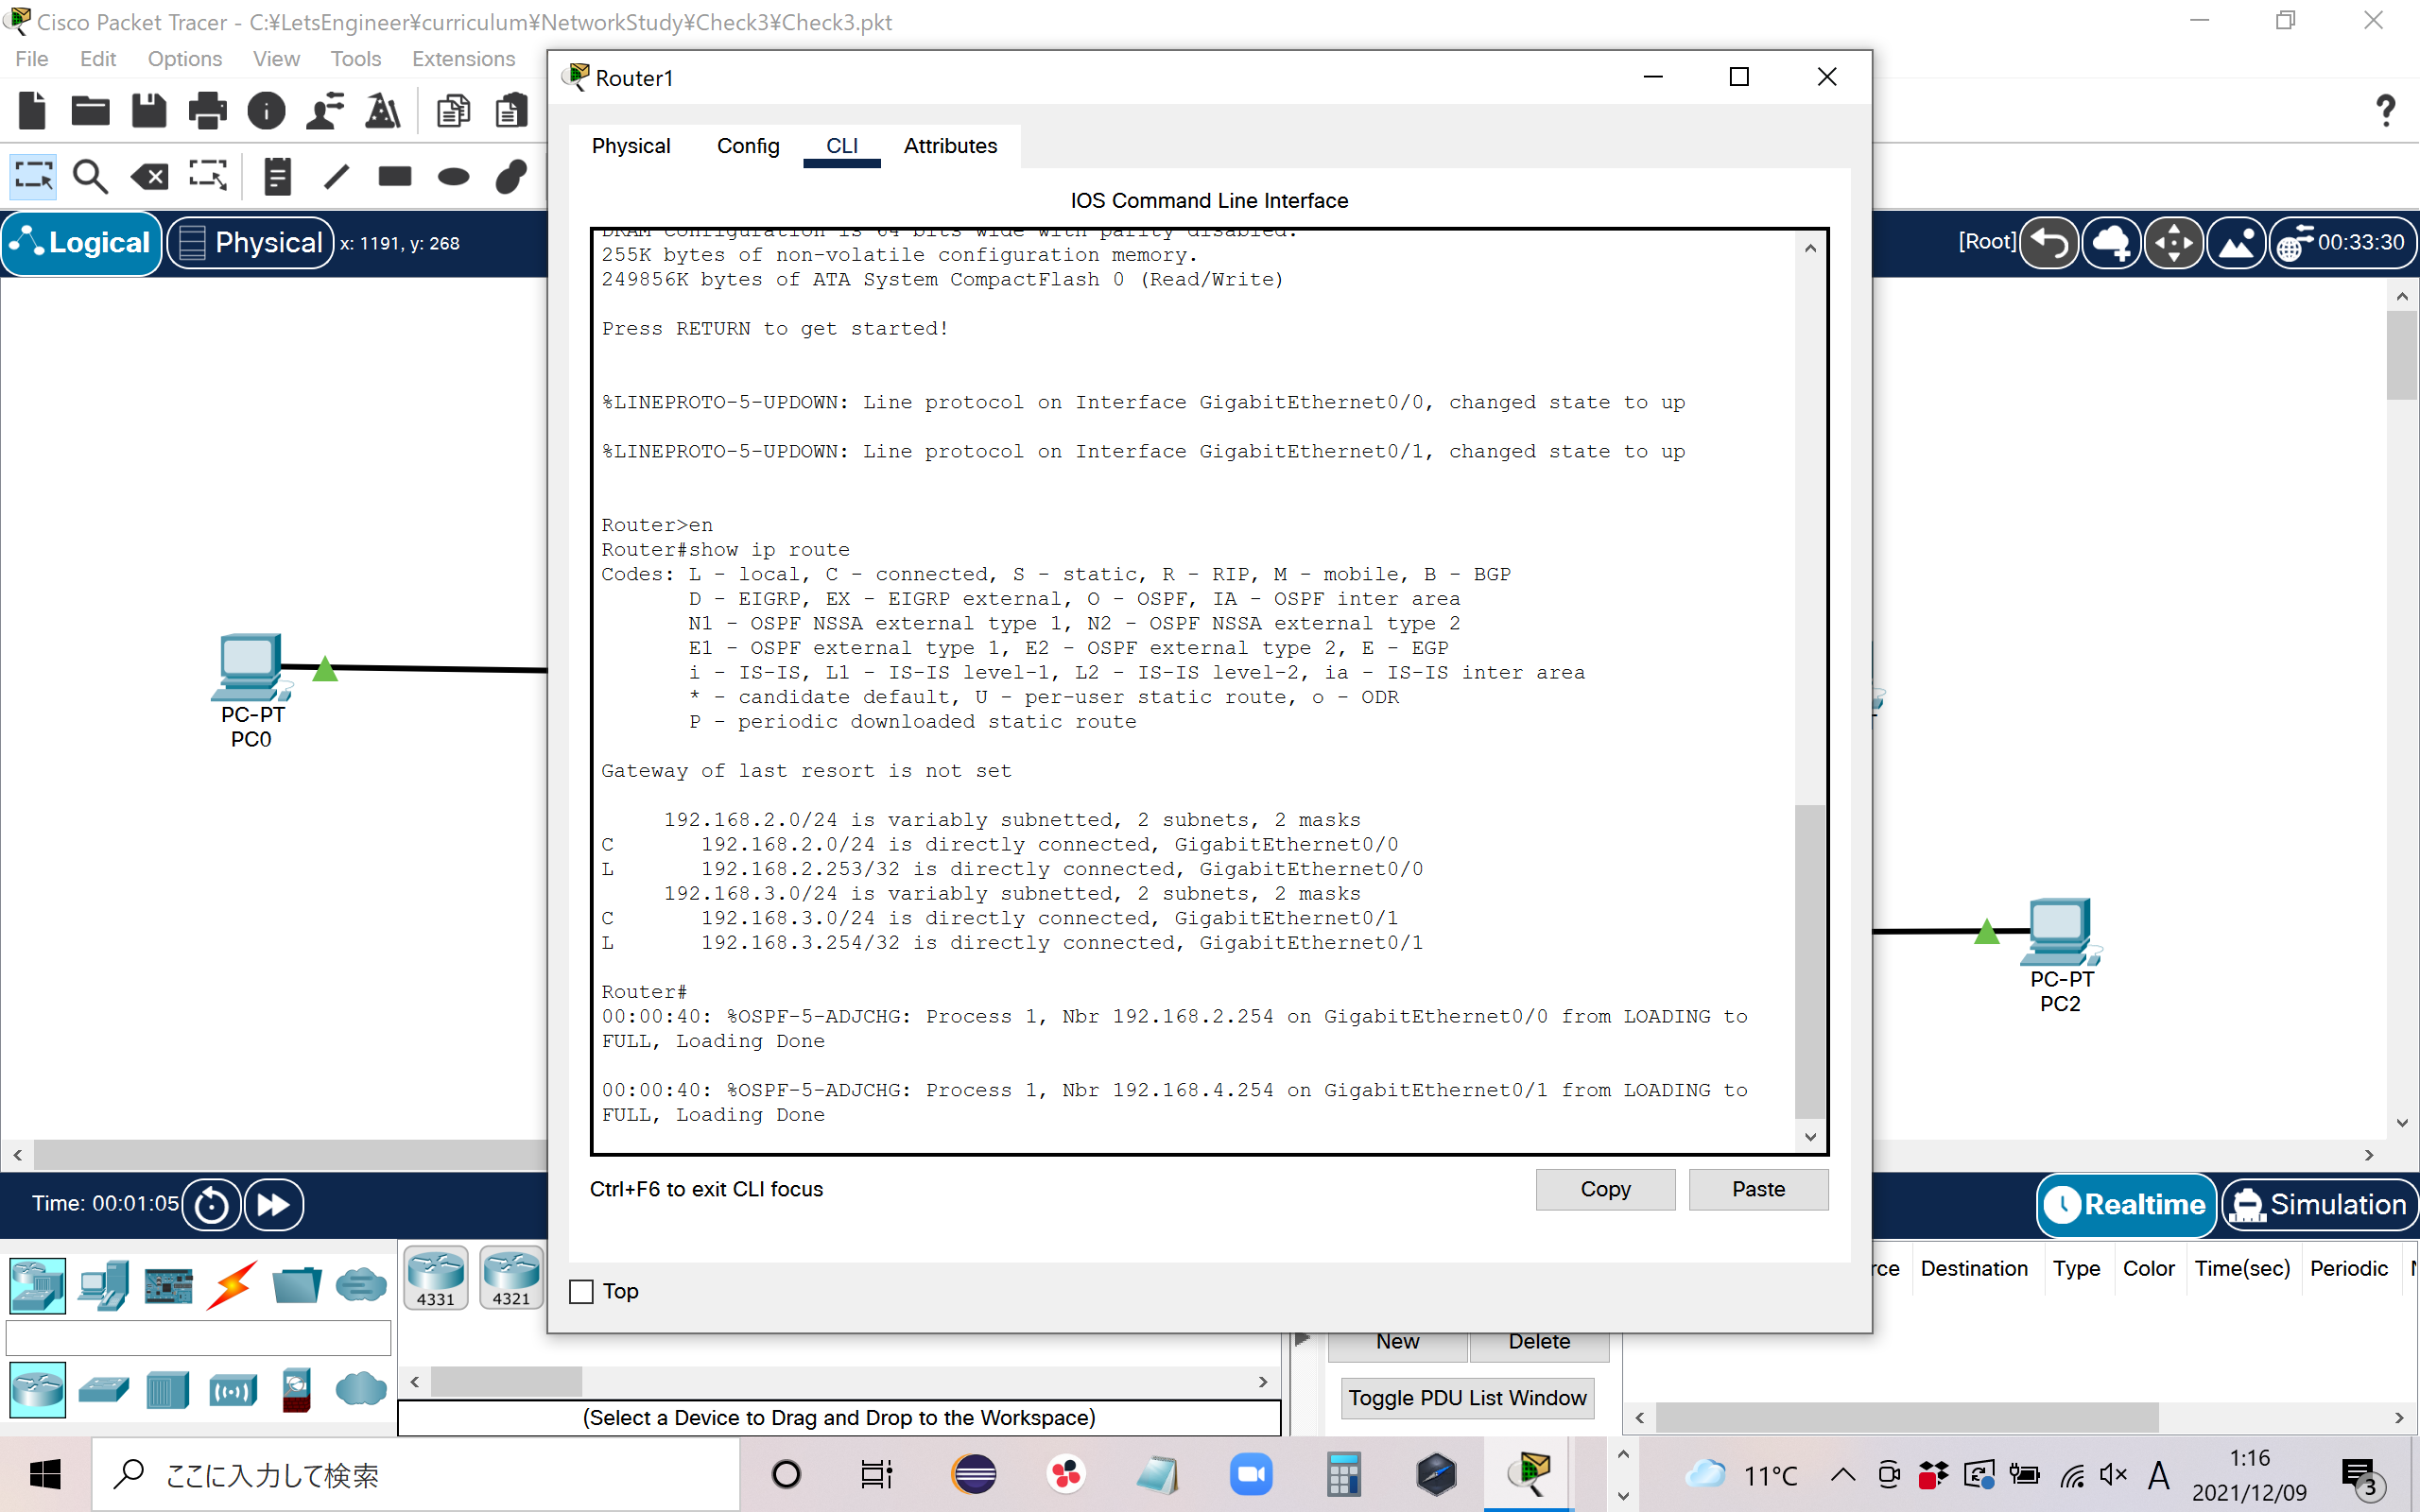 Cisco Packet Tracer - C:¥LetsEngineer¥curriculum¥NetworkStudy¥Check3¥Check3.pkt
File Edit Options View Tools Extensions
Router1
Physical Config CLI Attributes
IOS Command Line Interface
Logical Physical x: 1191, y: 268
[Root] 00:33:30
DRAM configuration is 64 bits wide with parity disabled.
255K bytes of non-volatile configuration memory.
249856K bytes of ATA System CompactFlash 0 (Read/Write)
Press RETURN to get started!
%LINEPROTO-5-UPDOWN: Line protocol on Interface GigabitEthernet0/0, changed state to up
%LINEPROTO-5-UPDOWN: Line protocol on Interface GigabitEthernet0/1, changed state to up
Router>en
Router#show ip route
Codes: L - local, C - connected, S - static, R - RIP, M - mobile, B - BGP
D - EIGRP, EX - EIGRP external, O - OSPF, IA - OSPF inter area
N1 - OSPF NSSA external type 1, N2 - OSPF NSSA external type 2
E1 - OSPF external type 1, E2 - OSPF external type 2, E - EGP
i - IS-IS, L1 - IS-IS level-1, L2 - IS-IS level-2, ia - IS-IS inter area
* - candidate default, U - per-user static route, o - ODR
P - periodic downloaded static route
Gateway of last resort is not set
192.168.2.0/24 is variably subnetted, 2 subnets, 2 masks
C 192.168.2.0/24 is directly connected, GigabitEthernet0/0
L 192.168.2.253/32 is directly connected, GigabitEthernet0/0
192.168.3.0/24 is variably subnetted, 2 subnets, 2 masks
C 192.168.3.0/24 is directly connected, GigabitEthernet0/1
L 192.168.3.254/32 is directly connected, GigabitEthernet0/1
Router#
00:00:40: %OSPF-5-ADJCHG: Process 1, Nbr 192.168.2.254 on GigabitEthernet0/0 from LOADING to
FULL, Loading Done
00:00:40: %OSPF-5-ADJCHG: Process 1, Nbr 192.168.4.254 on GigabitEthernet0/1 from LOADING to
FULL, Loading Done
Ctrl+F6 to exit CLI focus
Copy Paste
Top
PC-PT
PC0
PC-PT
PC2
Time: 00:01:05
Realtime Simulation
4331 4321
rce Destination Type Color Time(sec) Periodic
New Delete
Toggle PDU List Window
(Select a Device to Drag and Drop to the Workspace)
ここに入力して検索
11°C
A
1:16
2021/12/09
3